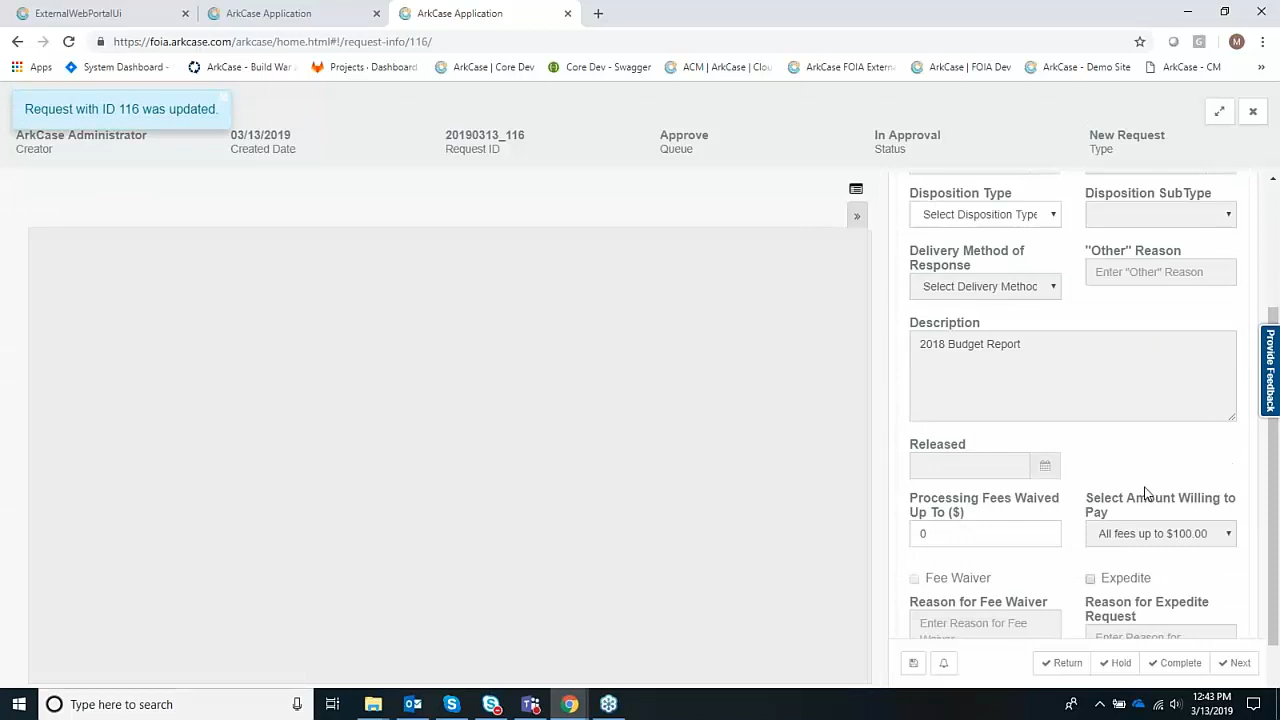 ExternalWebPortalUi
ArkCase Application
ArkCase Application
https://foia.arkcase.com/arkcase/home.html#!/request-info/116/
M
Apps
System Dashboard -
ArkCase - Build War
Projects · Dashboard
ArkCase | Core Dev
Core Dev - Swagger
ACM | ArkCase | Clou
ArkCase FOIA Extern
ArkCase | FOIA Dev
ArkCase - Demo Site
ArkCase - CM
Request with ID 116 was updated.
ArkCase Administrator
03/13/2019
20190313_116
Approve
In Approval
New Request
Creator
Created Date
Request ID
Queue
Status
Type
Disposition Type
Disposition SubType
Select Disposition Type
Delivery Method of
Response
"Other" Reason
Select Delivery Method
Enter "Other" Reason
Description
2018 Budget Report
Released
Processing Fees Waived
Up To ($)
Select Amount Willing to
Pay
0
All fees up to $100.00
Fee Waiver
Expedite
Reason for Fee Waiver
Reason for Expedite
Request
Enter Reason for Fee
Waiver
Enter Reason for
Return
Hold
Complete
Next
Provide Feedback
Type here to search
12:43 PM
3/13/2019